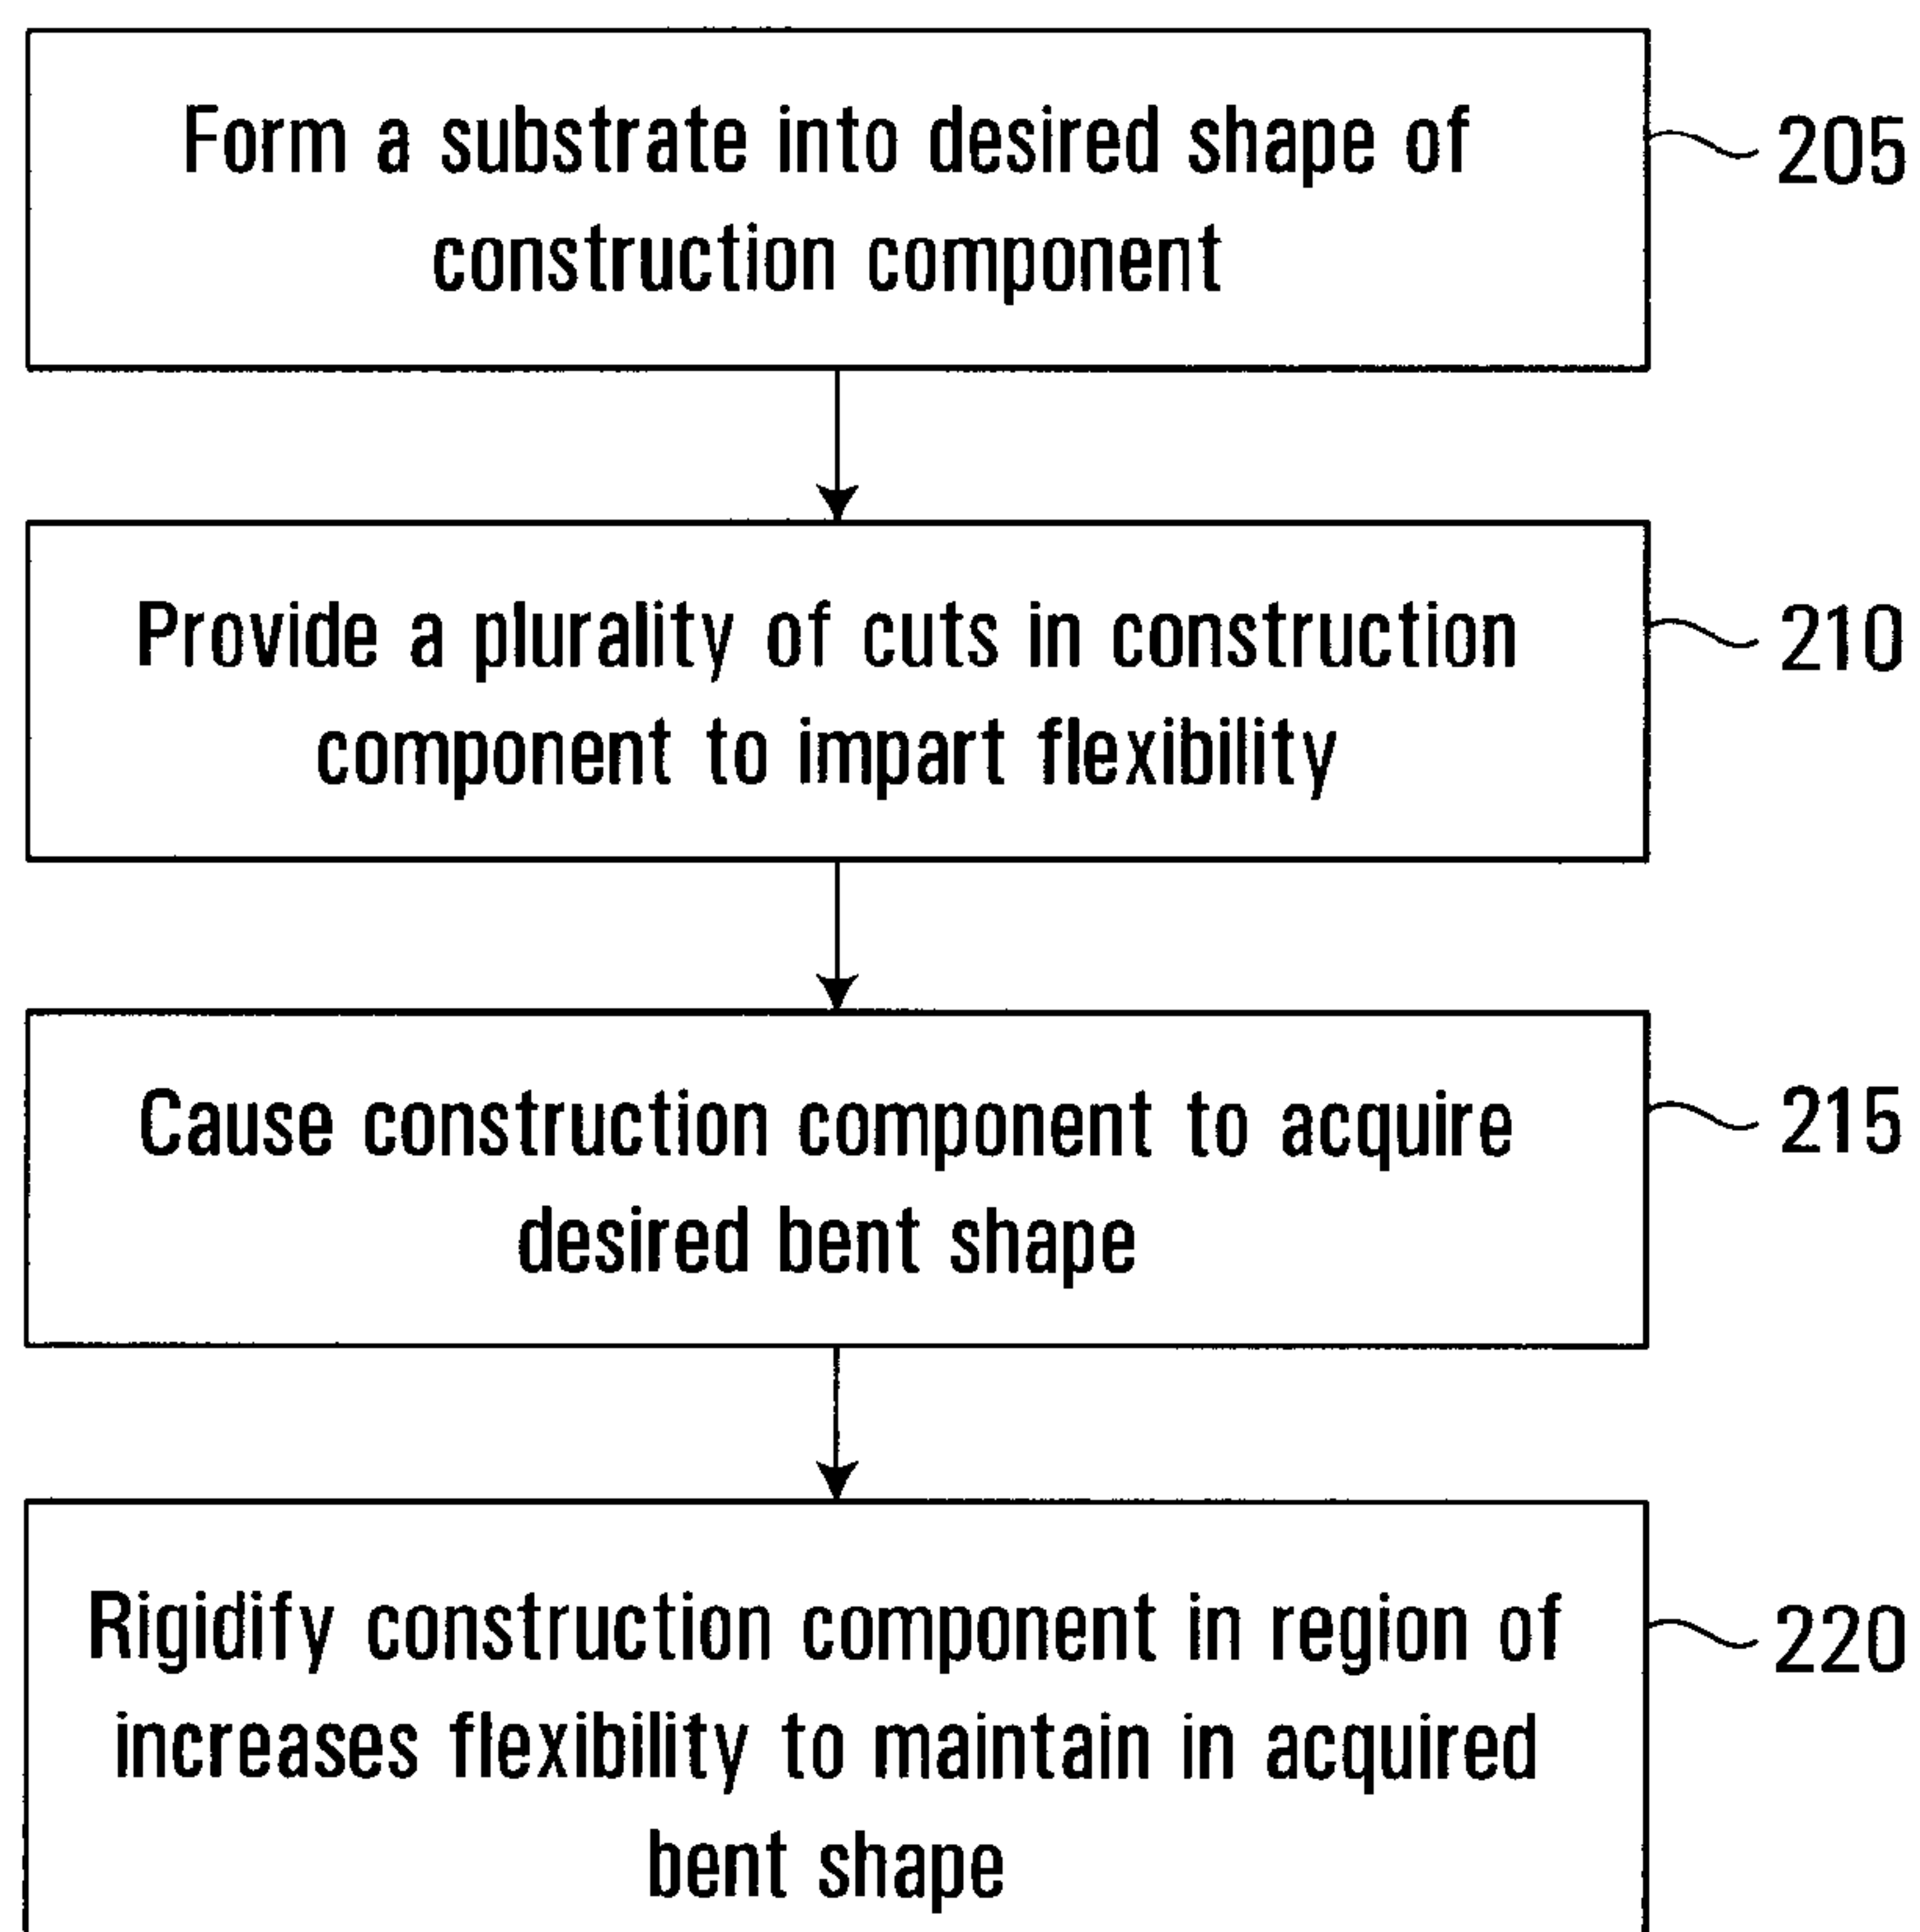 Form a substrate into desired shape of
construction component
205
Provide a plurality of cuts in construction
component to impart flexibility
210
Cause construction component to acquire
desired bent shape
215
Rigidify construction component in region of
increases flexibility to maintain in acquired
bent shape
220